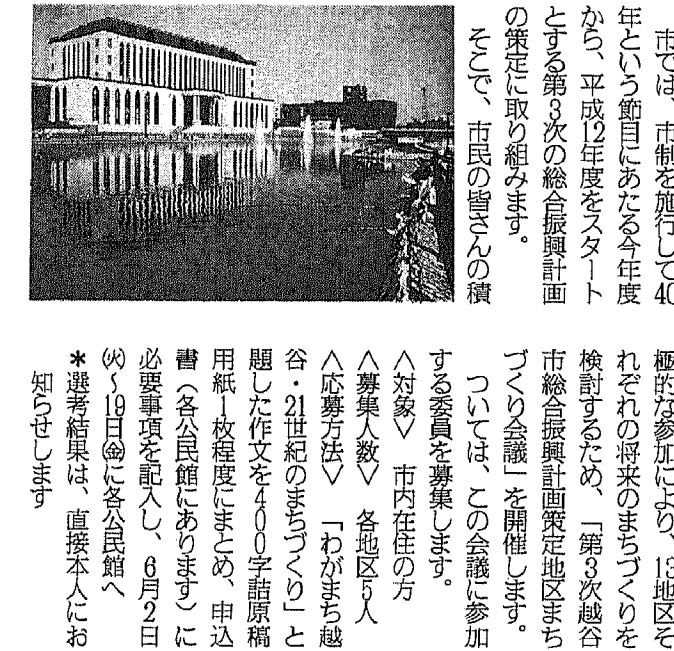 市では、市制を施行して40
年という節目にあたる今年度
から、平成12年度をスタート
とする第3次の総合振興計画
の策定に取り組みます。
そこで、市民の皆さんの積
極的な参加により、13地区そ
れぞれの将来のまちづくりを
検討するため、「第3次越谷
市総合振興計画策定地区まち
づくり会議」を開催します。
ついては、この会議に参加
する委員を募集します。
〈対象〉 市内在住の方
〈募集人数〉 各地区5人
〈応募方法〉 「わがまち越
谷・21世紀のまちづくり」と
題した作文を400字詰原稿
用紙1枚程度にまとめ、申込
書(各公民館にあります)に
必要事項を記入し、6月2日
㈫~19日㈮に各公民館へ
*選考結果は、直接本人にお
知らせします